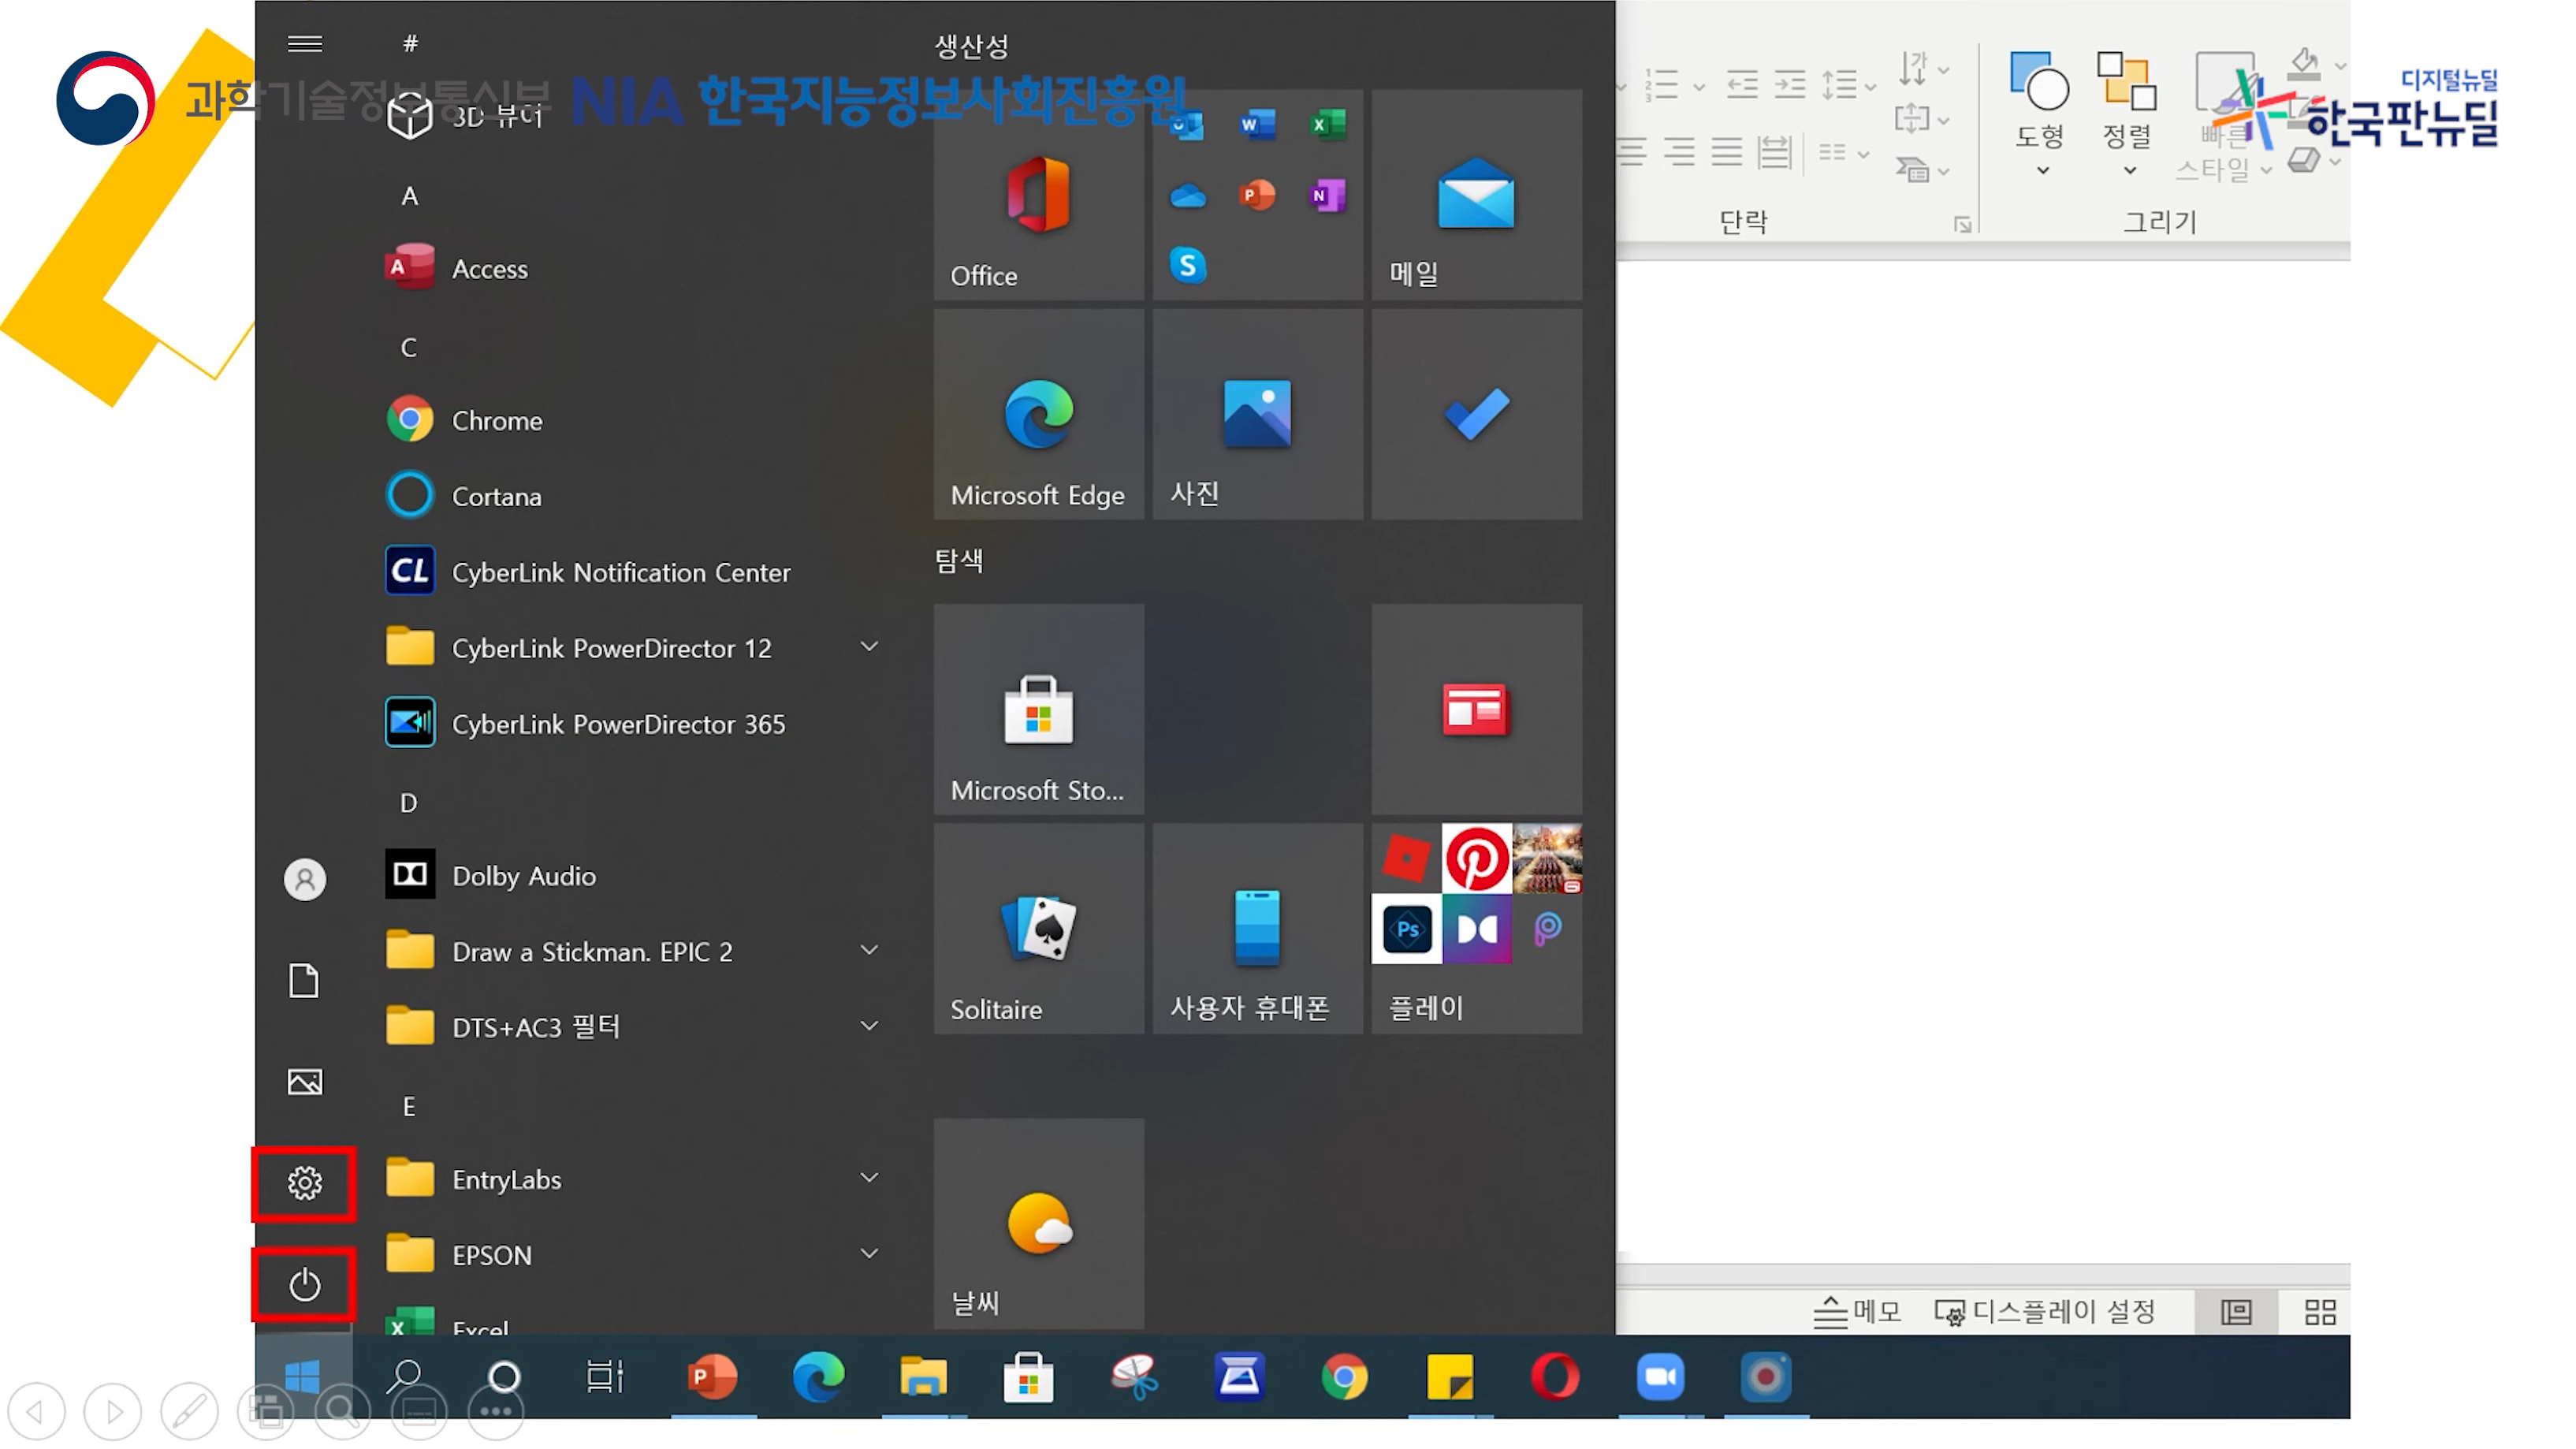 과학기술정보통신부 NIA 한국지능정보사회진흥원
디지털뉴딜
한국판뉴딜
#
3D 뷰어
A
Access
C
Chrome
Cortana
CL
CyberLink Notification Center
CyberLink PowerDirector 12
CyberLink PowerDirector 365
D
Dolby Audio
Draw a Stickman. EPIC 2
DTS+AC3 필터
E
EntryLabs
EPSON
Excel
생산성
Office
메일
Microsoft Edge
사진
탐색
Microsoft Sto...
Solitaire
사용자 휴대폰
Ps
플레이
날씨
도형
정렬
빠른
스타일
단락
그리기
메모
디스플레이 설정